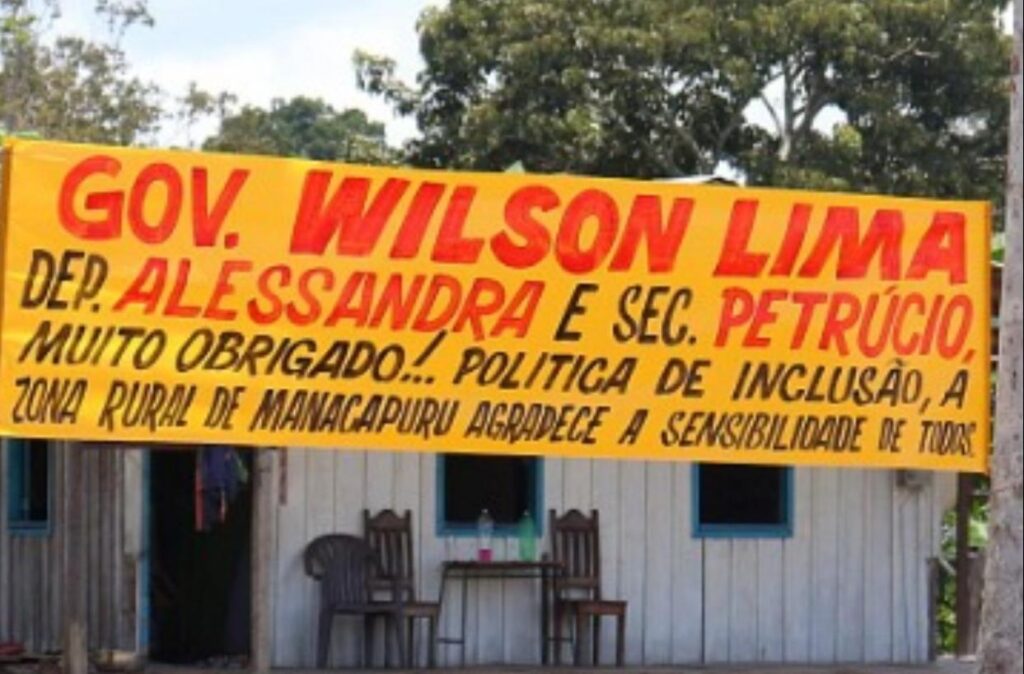 GOV. WILSON LIMA
DEP. ALESSANDRA E SEC. PETRÚCIO,
MUITO OBRIGADO!.. POLITICA DE INCLUSÃO, A
ZONA RURAL DE MANACAPURU AGRADECE A SENSIBILIDADE DE TODOS.